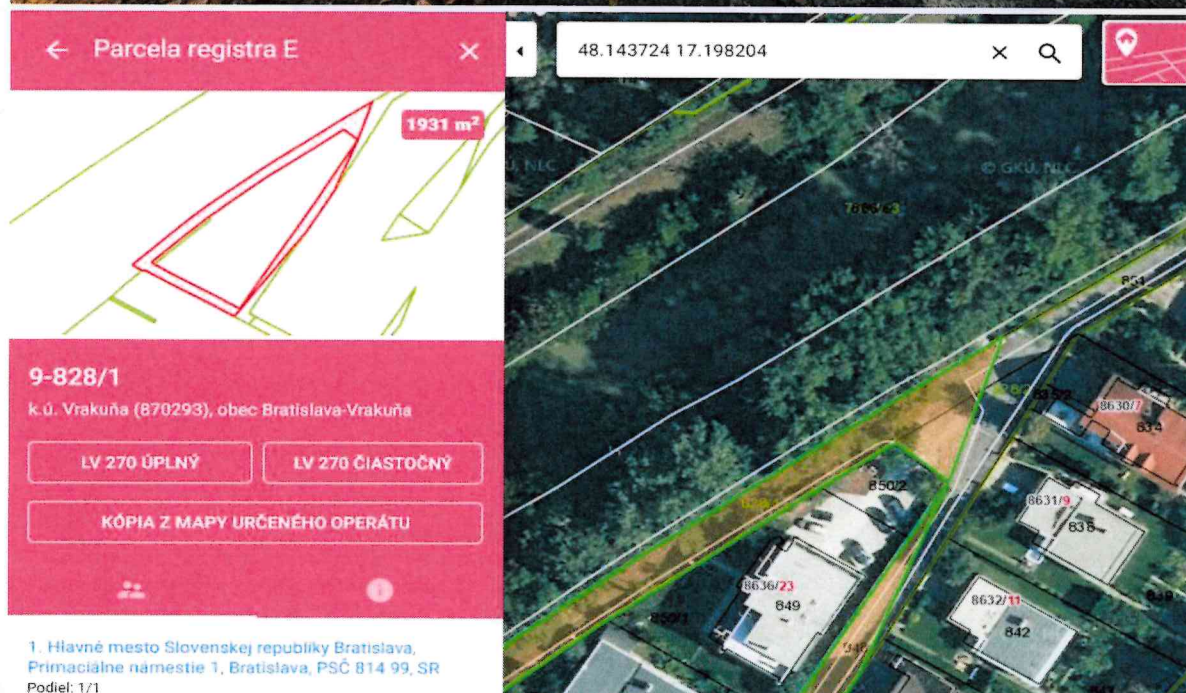 Parcela registra E
1931 m²
9-828/1
k.ú. Vrakuňa (870293), obec Bratislava-Vrakuňa
LV 270 ÚPLNÝ
LV 270 ČIASTOČNÝ
KÓPIA Z MAPY URČENÉHO OPERÁTU
1. Hlavné mesto Slovenskej republiky Bratislava,
Primaciálne námestie 1, Bratislava, PSČ 814 99, SR
Podiel: 1/1
48.143724 17.198204
NLC
© GKÚ, NLC
851
8630/7
834
850/2
8631/9
838
8636/23
849
850/1
8632/11
842